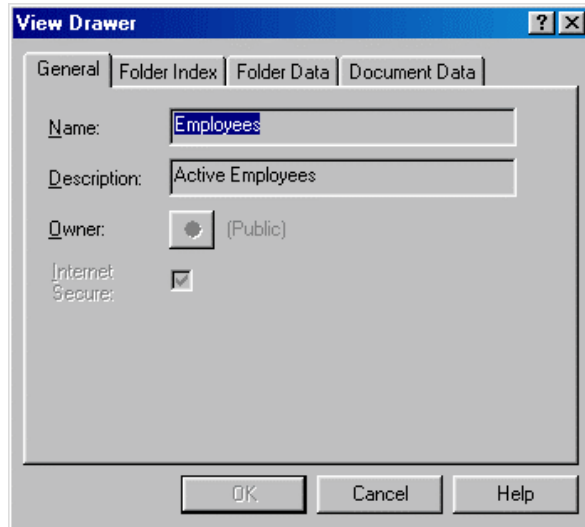 View Drawer
General Folder Index Folder Data Document Data
Name: Employees
Description: Active Employees
Owner: (Public)
Internet
Secure:
OK Cancel Help